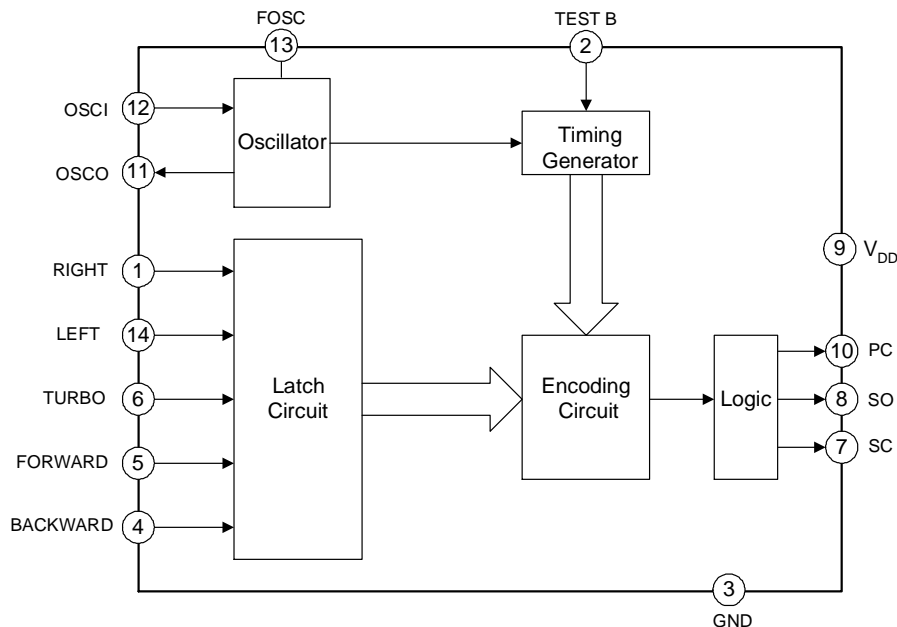 FOSC
TEST B
13
2
OSCI
12
Oscillator
Timing
Generator
OSCO
11
RIGHT
1
9
VDD
LEFT
14
TURBO
6
Latch
Circuit
Encoding
Circuit
Logic
10
PC
8
SO
FORWARD
5
7
SC
BACKWARD
4
3
GND